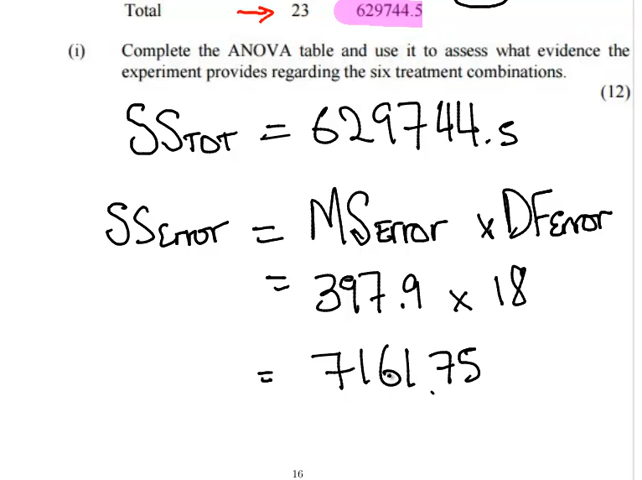 Total → 23 629744.5
(i) Complete the ANOVA table and use it to assess what evidence the
experiment provides regarding the six treatment combinations.
(12)
SSTOT = 629744.5
SSError = MSError x DFError
= 397.9 x 18
= 7161.75
16